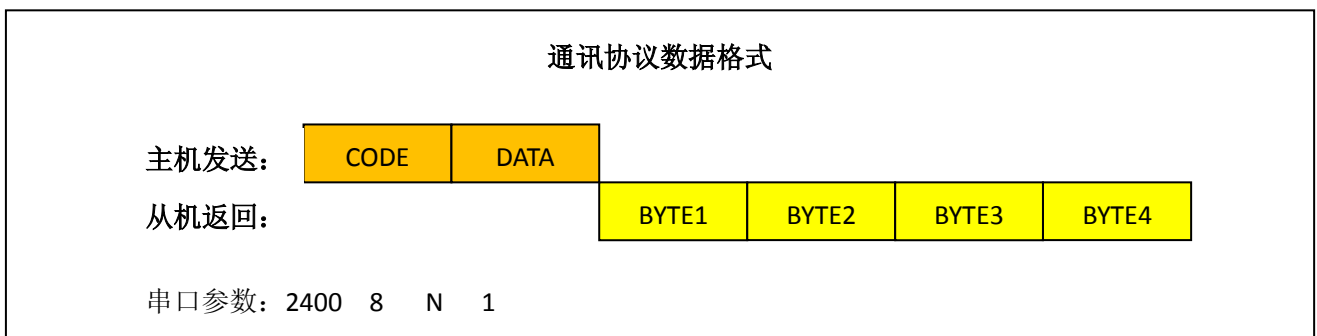 通讯协议数据格式
主机发送： CODE DATA
从机返回： BYTE1 BYTE2 BYTE3 BYTE4
串口参数：2400 8 N 1